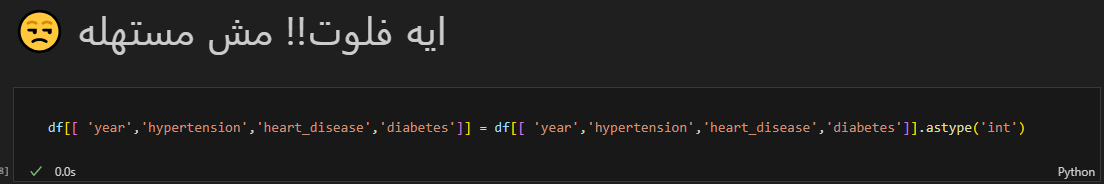 ايه فلوت!! مش مستهله 😒
df[[ 'year','hypertension','heart_disease','diabetes']] = df[[ 'year','hypertension','heart_disease','diabetes']].astype('int')
8] ✓ 0.0s Python